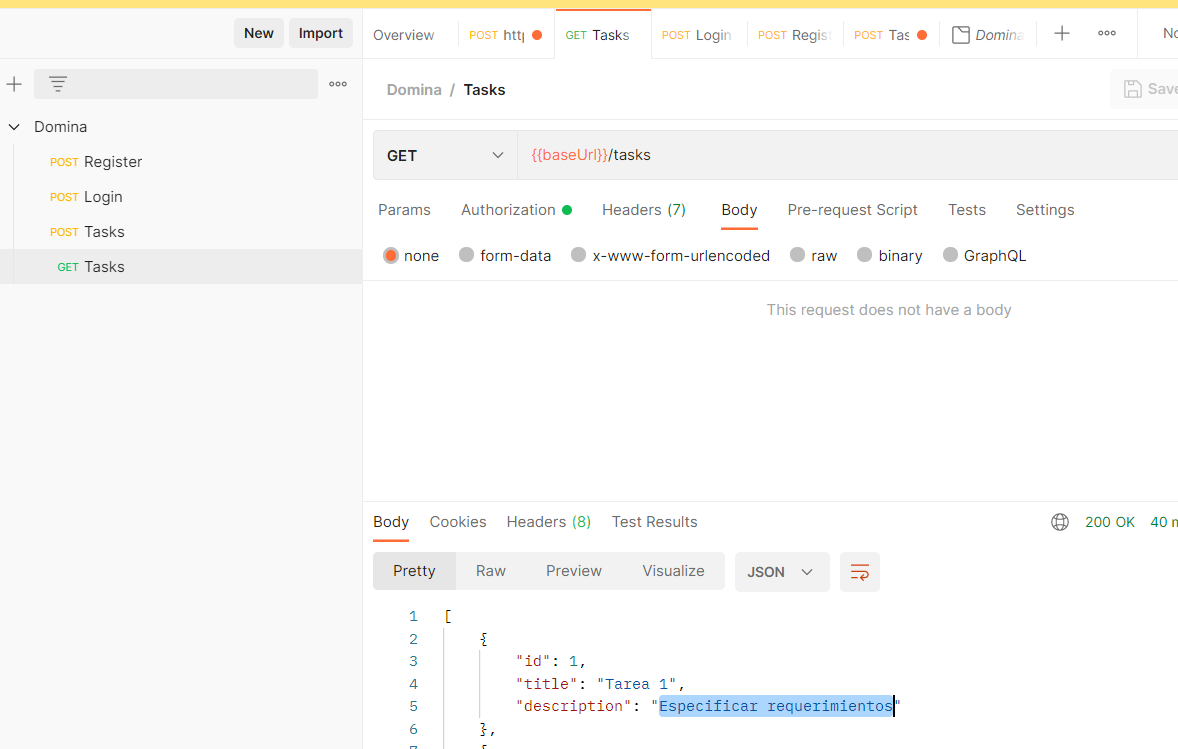 New Import Overview POST http GET Tasks POST Login POST Regist POST Tas Domina No
Domina / Tasks Save
Domina
POST Register
POST Login
POST Tasks
GET Tasks
GET {{baseUrl}}/tasks
Params Authorization Headers (7) Body Pre-request Script Tests Settings
none form-data x-www-form-urlencoded raw binary GraphQL
This request does not have a body
Body Cookies Headers (8) Test Results 200 OK 40 m
Pretty Raw Preview Visualize JSON
1 [
2 {
3 "id": 1,
4 "title": "Tarea 1",
5 "description": "Especificar requerimientos"
6 },
7 {